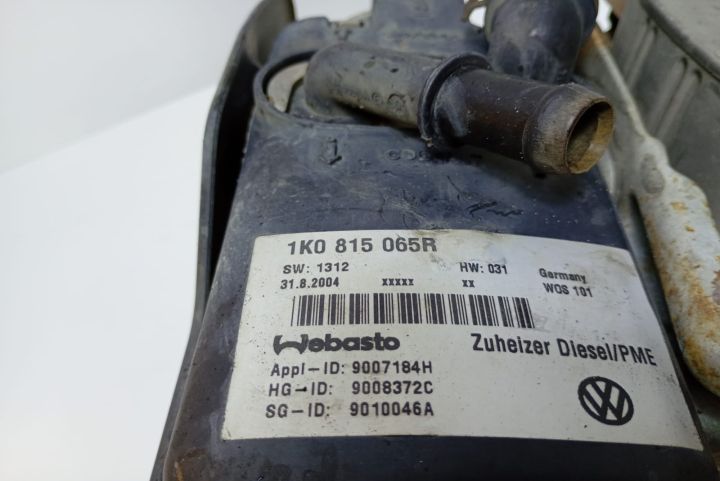 1K0 815 065R
SW: 1312 HW: 031 Germany
31.8.2004 xxxxx xx WOS 101
Webasto Zuheizer Diesel/PME
Appl-ID: 9007184H
HG-ID: 9008372C
SG-ID: 9010046A